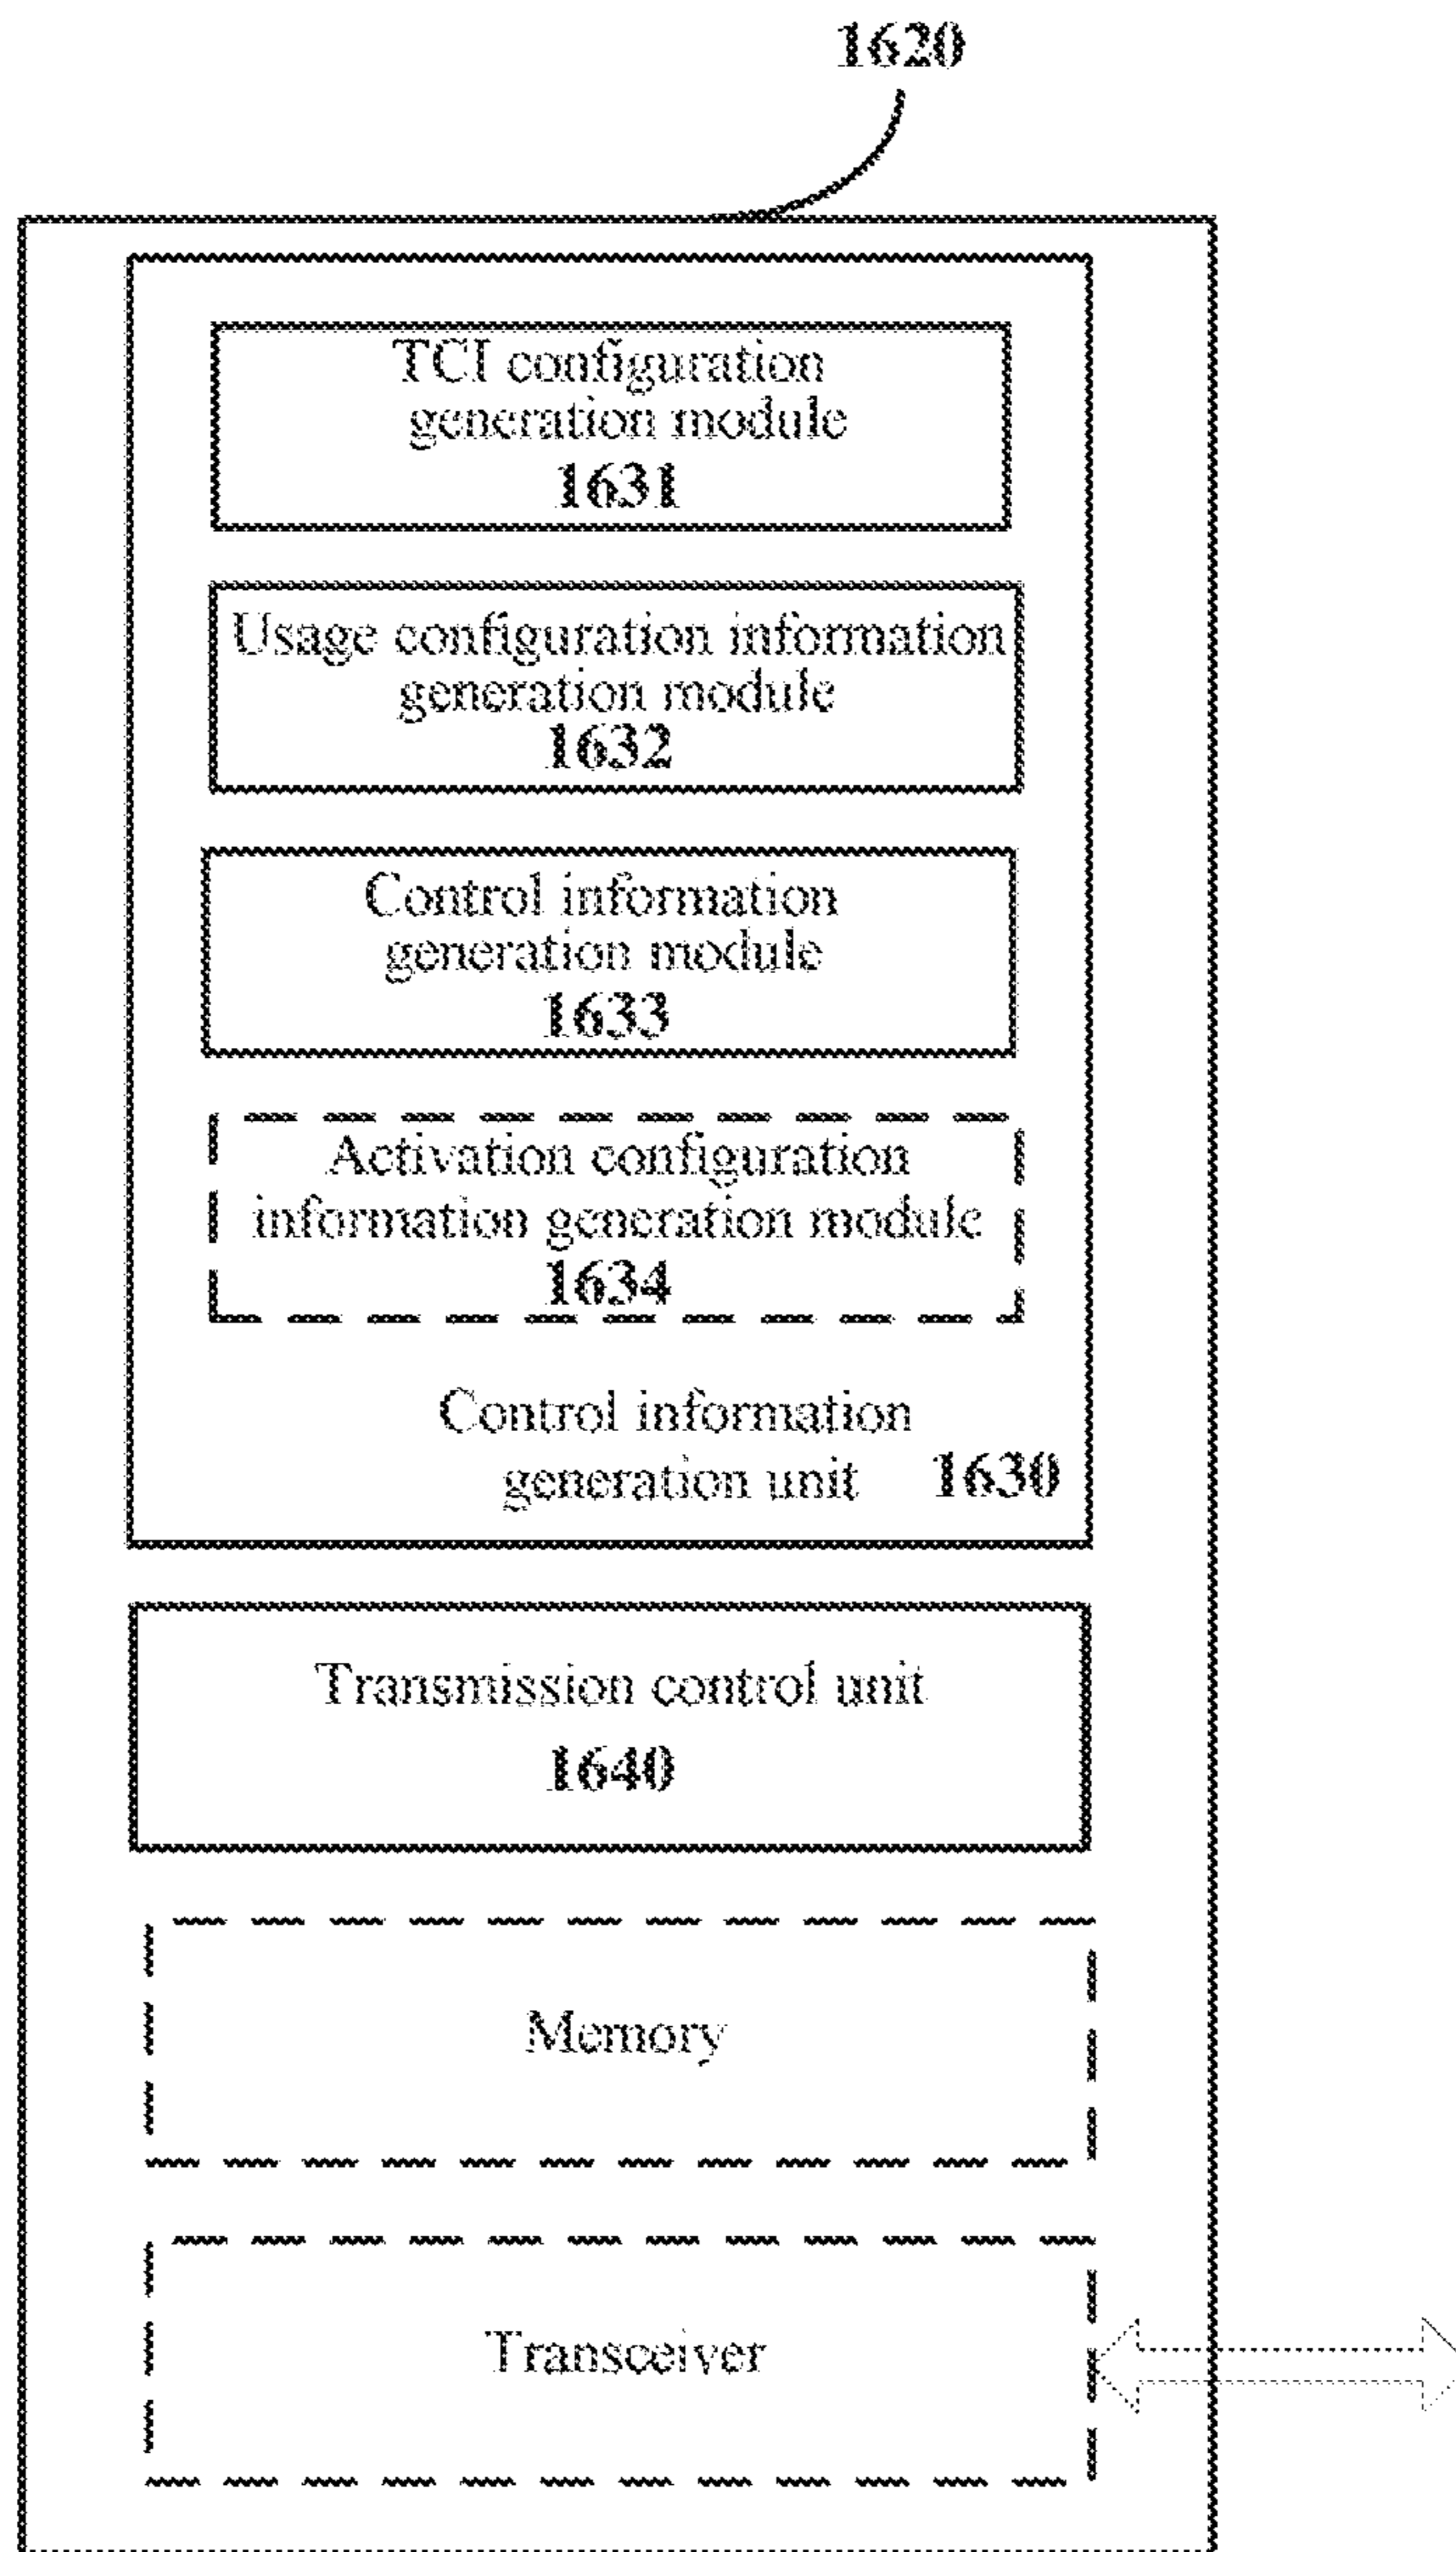 1620
TCI configuration
generation module
1631
Usage configuration information
generation module
1632
Control information
generation module
1633
Activation configuration
information generation module
1634
Control information
generation unit 1630
Transmission control unit
1640
Memory
Transceiver